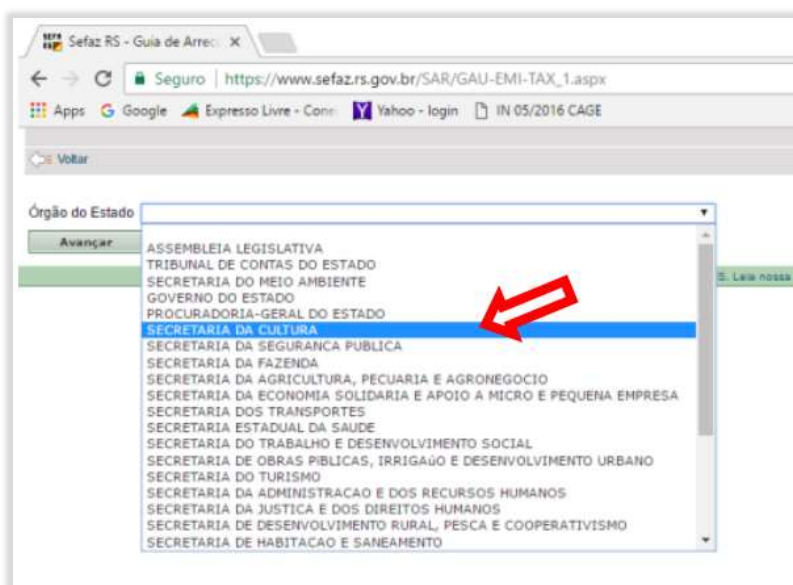 Sefaz RS - Guia de Arrec
Seguro | https://www.sefaz.rs.gov.br/SAR/GAU-EMI-TAX_1.aspx
Apps Google Expresso Livre - Cone Yahoo - login IN 05/2016 CAGE
Voltar
Órgão do Estado
Avançar
ASSEMBLEIA LEGISLATIVA
TRIBUNAL DE CONTAS DO ESTADO
SECRETARIA DO MEIO AMBIENTE
GOVERNO DO ESTADO
S. Leia nossa
PROCURADORIA-GERAL DO ESTADO
SECRETARIA DA CULTURA
SECRETARIA DA SEGURANCA PUBLICA
SECRETARIA DA FAZENDA
SECRETARIA DA AGRICULTURA, PECUARIA E AGRONEGOCIO
SECRETARIA DA ECONOMIA SOLIDARIA E APOIO A MICRO E PEQUENA EMPRESA
SECRETARIA DOS TRANSPORTES
SECRETARIA ESTADUAL DA SAUDE
SECRETARIA DO TRABALHO E DESENVOLVIMENTO SOCIAL
SECRETARIA DE OBRAS PíBLICAS, IRRIGAúO E DESENVOLVIMENTO URBANO
SECRETARIA DO TURISMO
SECRETARIA DA ADMINISTRACAO E DOS RECURSOS HUMANOS
SECRETARIA DA JUSTICA E DOS DIREITOS HUMANOS
SECRETARIA DE DESENVOLVIMENTO RURAL, PESCA E COOPERATIVISMO
SECRETARIA DE HABITACAO E SANEAMENTO